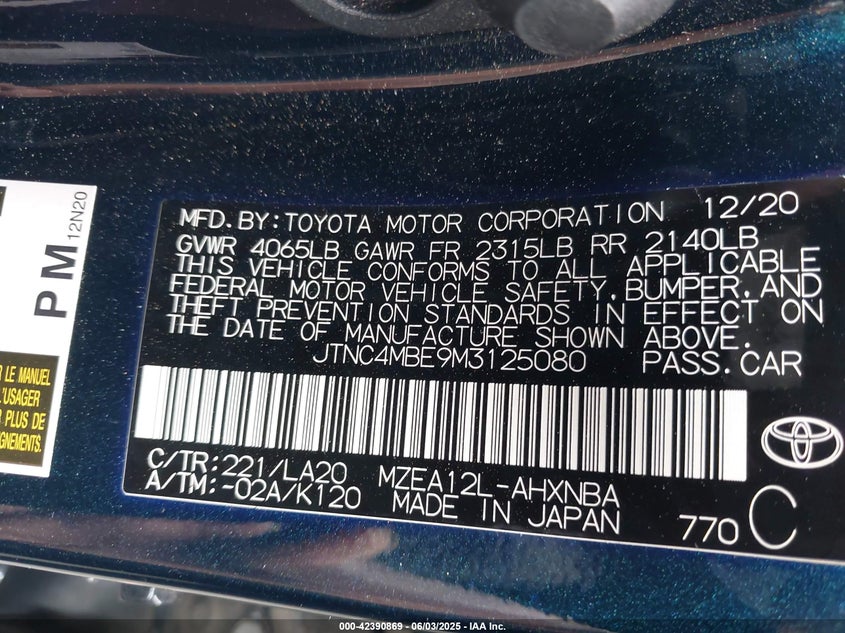 MFD.BY:TOYOTA MOTOR CORPORATION 12/20
GVWR 4065LB GAWR FR 2315LB RR 2140LB
THIS VEHICLE CONFORMS TO ALL APPLICABLE
FEDERAL MOTOR VEHICLE SAFETY,BUMPER,AND
THEFT PREVENTION STANDARDS IN EFFECT ON
THE DATE OF MANUFACTURE SHOWN ABOVE.
JTNC4MBE9M3125080 PASS.CAR
C/TR:221/LA20 MZEA12L-AHXNBA
A/TM:-02A/K120 MADE IN JAPAN 770 C
PM 12N20
R LE MANUEL
L'USAGER
R PLUS DE
GNEMENTS.
000-42390869 - 06/03/2025 - IAA Inc.